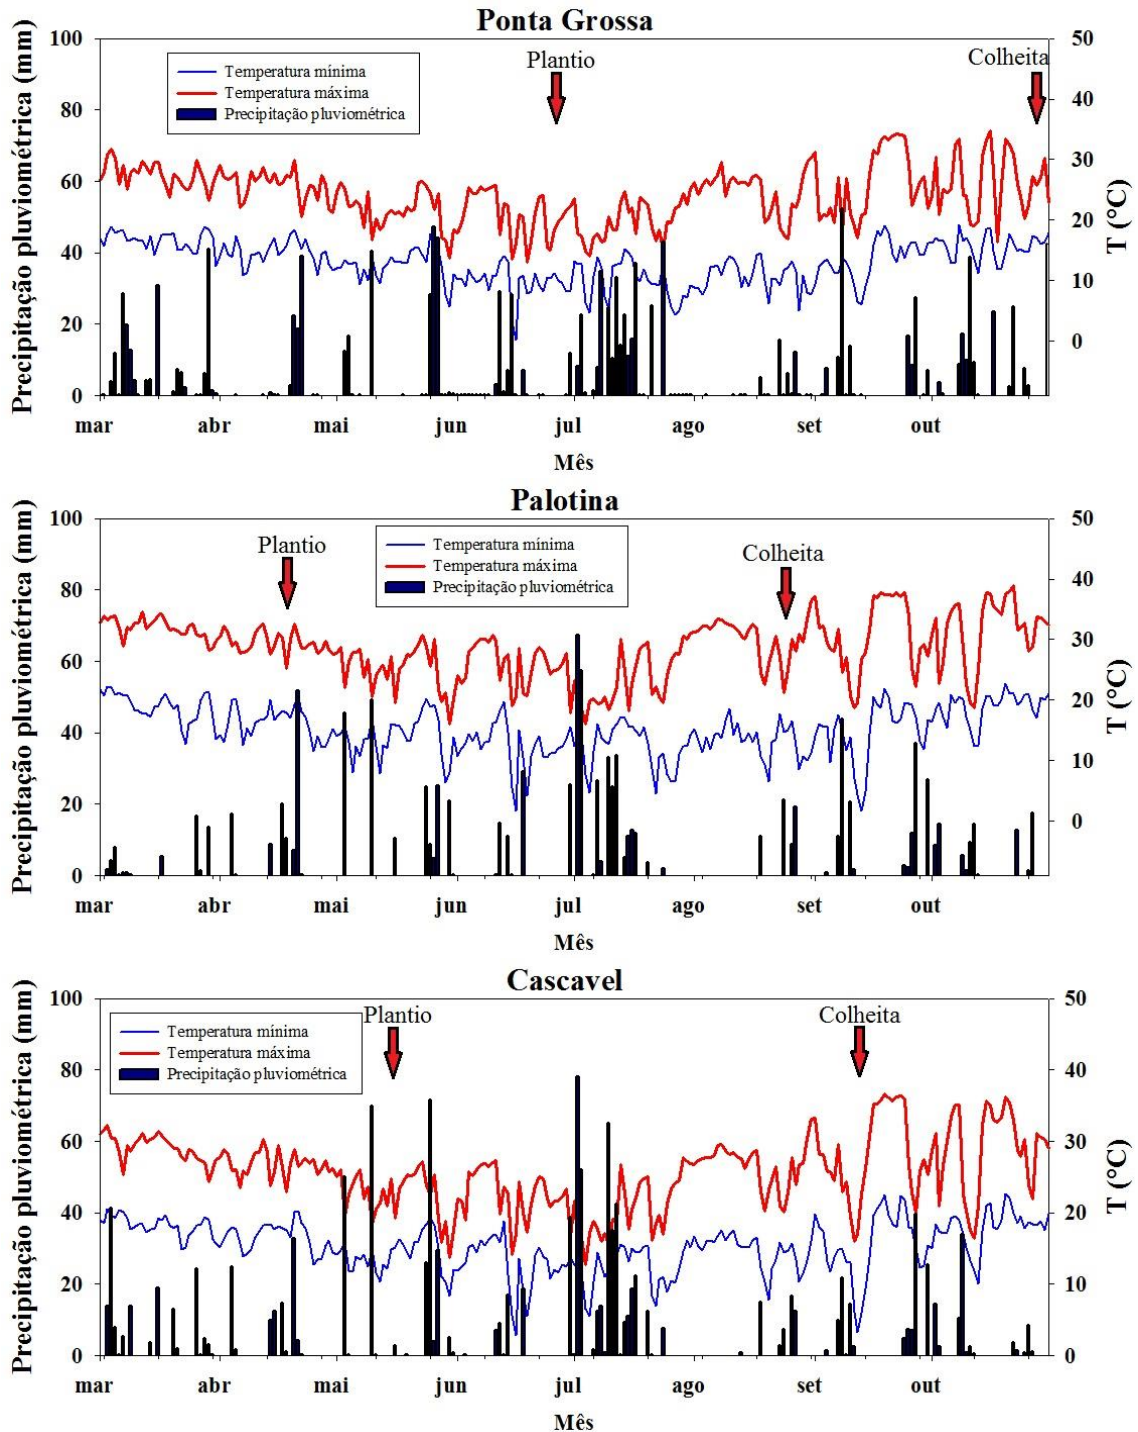 Ponta Grossa
Precipitação pluviométrica (mm)
100
80
60
40
20
0
Temperatura mínima
Temperatura máxima
Precipitação pluviométrica
Plantio
Colheita
50
40
30
20
10
0
T (°C)
mar abr mai jun jul ago set out
Mês
Palotina
Precipitação pluviométrica (mm)
100
80
60
40
20
0
Plantio
Temperatura mínima
Temperatura máxima
Precipitação pluviométrica
Colheita
50
40
30
20
10
0
T (°C)
mar abr mai jun jul ago set out
Mês
Cascavel
Precipitação pluviométrica (mm)
100
80
60
40
20
0
Temperatura mínima
Temperatura máxima
Precipitação pluviométrica
Plantio
Colheita
50
40
30
20
10
0
T (°C)
mar abr mai jun jul ago set out
Mês